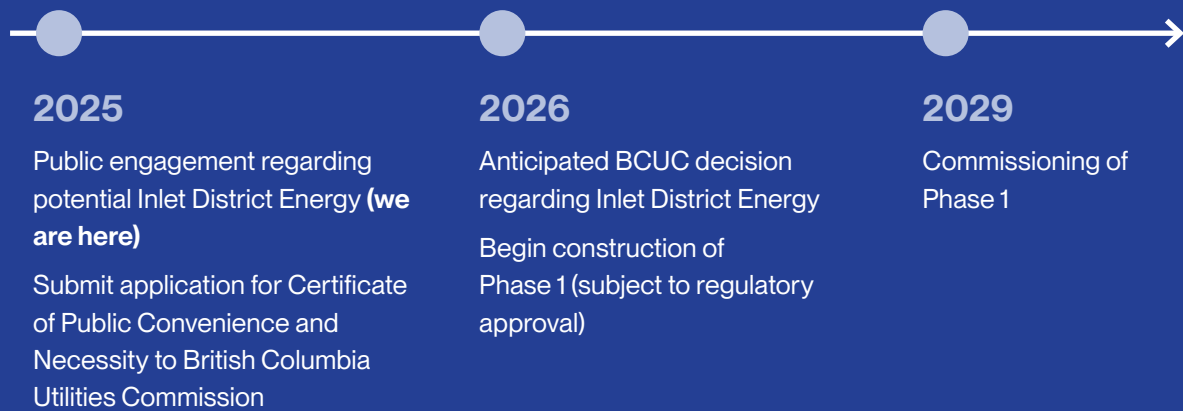 2025
Public engagement regarding
potential Inlet District Energy (we
are here)
Submit application for Certificate
of Public Convenience and
Necessity to British Columbia
Utilities Commission
2026
Anticipated BCUC decision
regarding Inlet District Energy
Begin construction of
Phase 1 (subject to regulatory
approval)
2029
Commissioning of
Phase 1